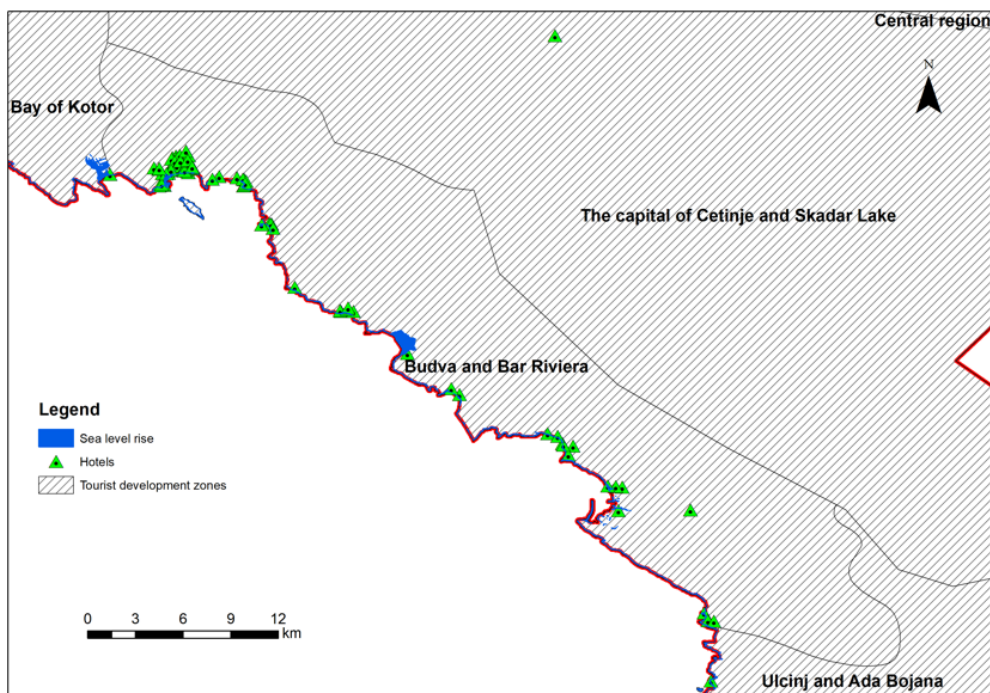 Central region
N
Bay of Kotor
The capital of Cetinje and Skadar Lake
Budva and Bar Riviera
Legend
Sea level rise
Hotels
Tourist development zones
0 3 6 9 12
km
Ulcinj and Ada Bojana